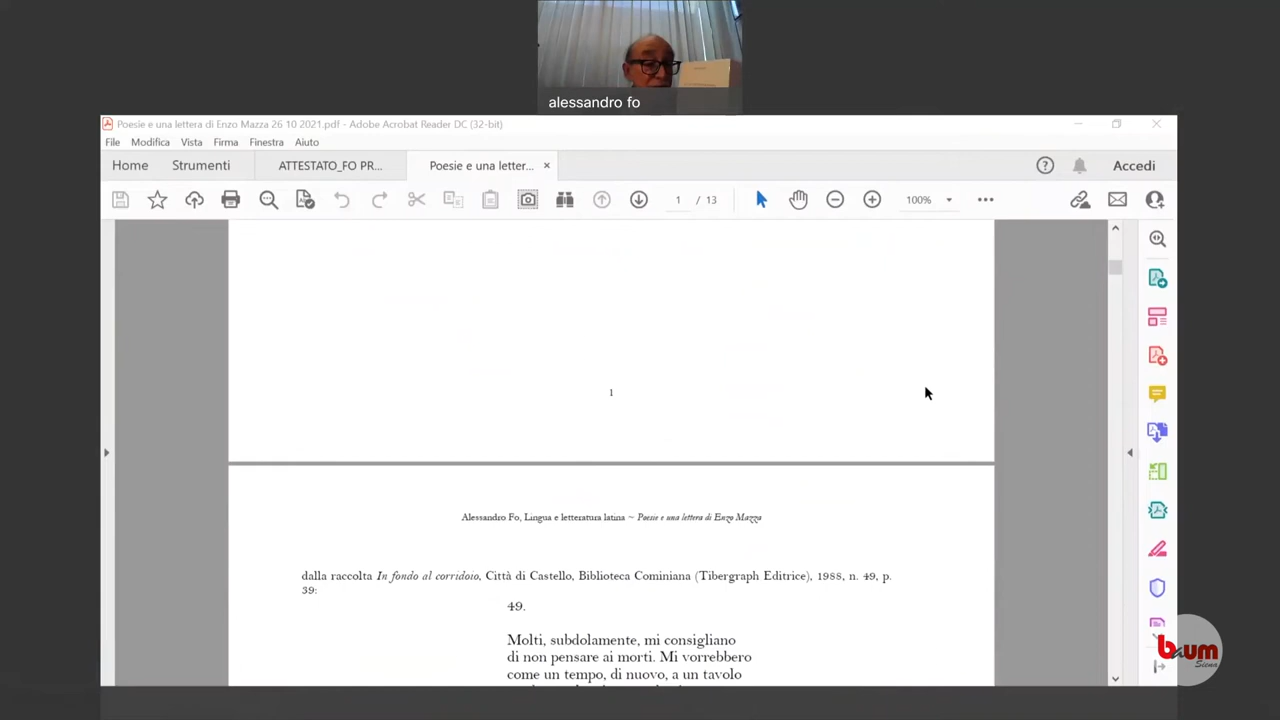 alessandro fo
Poesie e una lettera di Enzo Mazza 26 10 2021.pdf - Adobe Acrobat Reader DC (32-bit)
File Modifica Vista Firma Finestra Aiuto
Home Strumenti ATTESTATO_FO PR... Poesie e una letter... × Accedi
1 / 13 100%
1
Alessandro Fo, Lingua e letteratura latina ~ Poesie e una lettera di Enzo Mazza
dalla raccolta In fondo al corridoio, Città di Castello, Biblioteca Cominiana (Tibergraph Editrice), 1988, n. 49, p.
39:
49.
Molti, subdolamente, mi consigliano
di non pensare ai morti. Mi vorrebbero
come un tempo, di nuovo, a un tavolo
baum
Siena